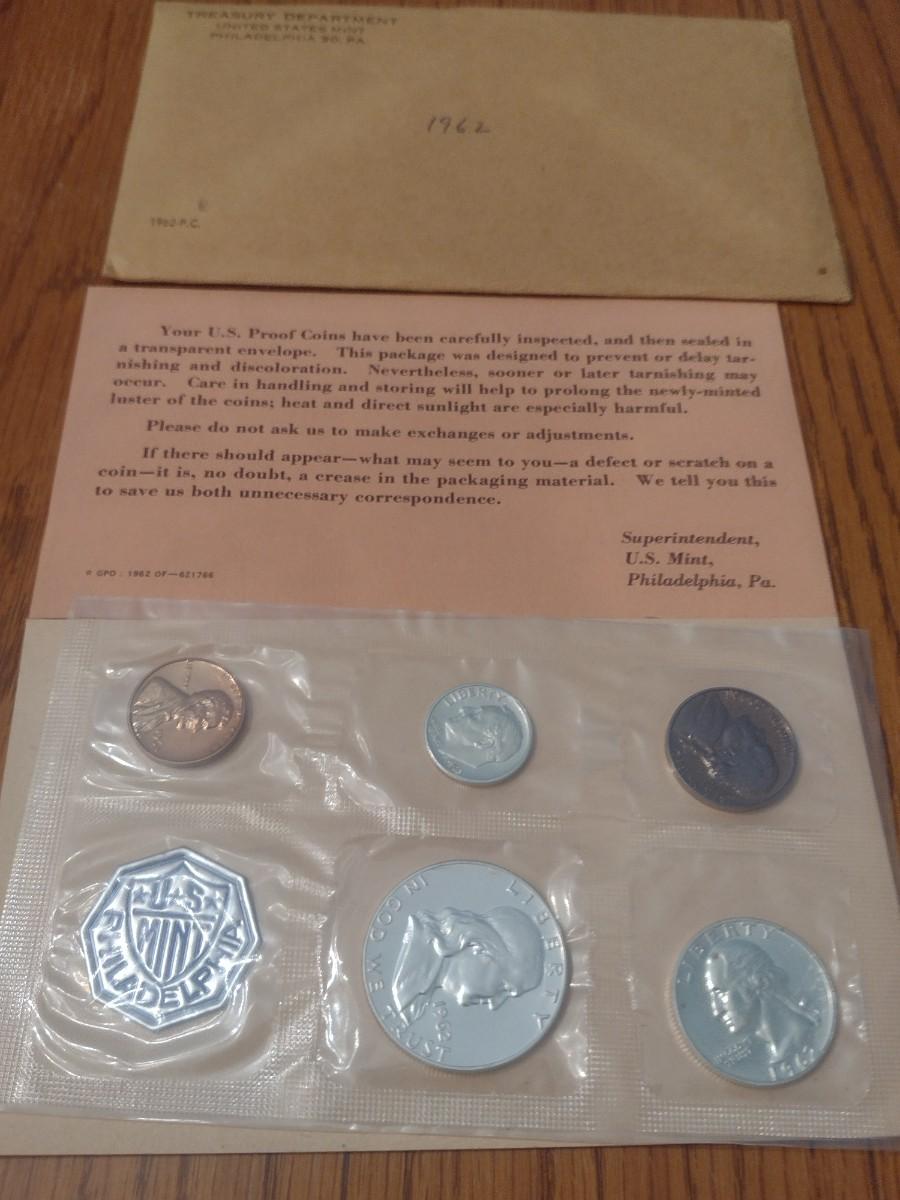 TREASURY DEPARTMENT
UNITED STATES MINT
PHILADELPHIA 30, PA.
1962
1962-P.C.
Your U.S. Proof Coins have been carefully inspected, and then sealed in
a transparent envelope. This package was designed to prevent or delay tar-
nishing and discoloration. Nevertheless, sooner or later tarnishing may
occur. Care in handling and storing will help to prolong the newly-minted
luster of the coins; heat and direct sunlight are especially harmful.
Please do not ask us to make exchanges or adjustments.
If there should appear—what may seem to you—a defect or scratch on a
coin—it is, no doubt, a crease in the packaging material. We tell you this
to save us both unnecessary correspondence.
Superintendent,
U.S. Mint,
Philadelphia, Pa.
☆ GPO : 1962 OF—621766
LIBERTY
U★S
MINT
PHILADELPHIA
LIBERTY
IN GOD WE
TRUST
1962
LIBERTY
1962